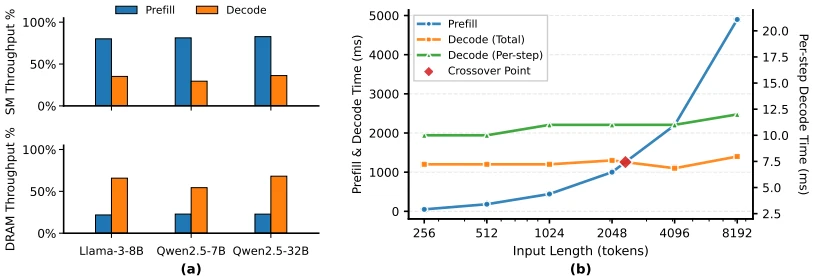 Prefill Decode
SM Throughput %
100%
50%
0%
DRAM Throughput %
100%
50%
0%
Llama-3-8B Qwen2.5-7B Qwen2.5-32B
(a)
Prefill & Decode Time (ms)
5000
4000
3000
2000
1000
0
Prefill
Decode (Total)
Decode (Per-step)
Crossover Point
20.0
17.5
15.0
12.5
10.0
7.5
5.0
2.5
Per-step Decode Time (ms)
256 512 1024 2048 4096 8192
Input Length (tokens)
(b)